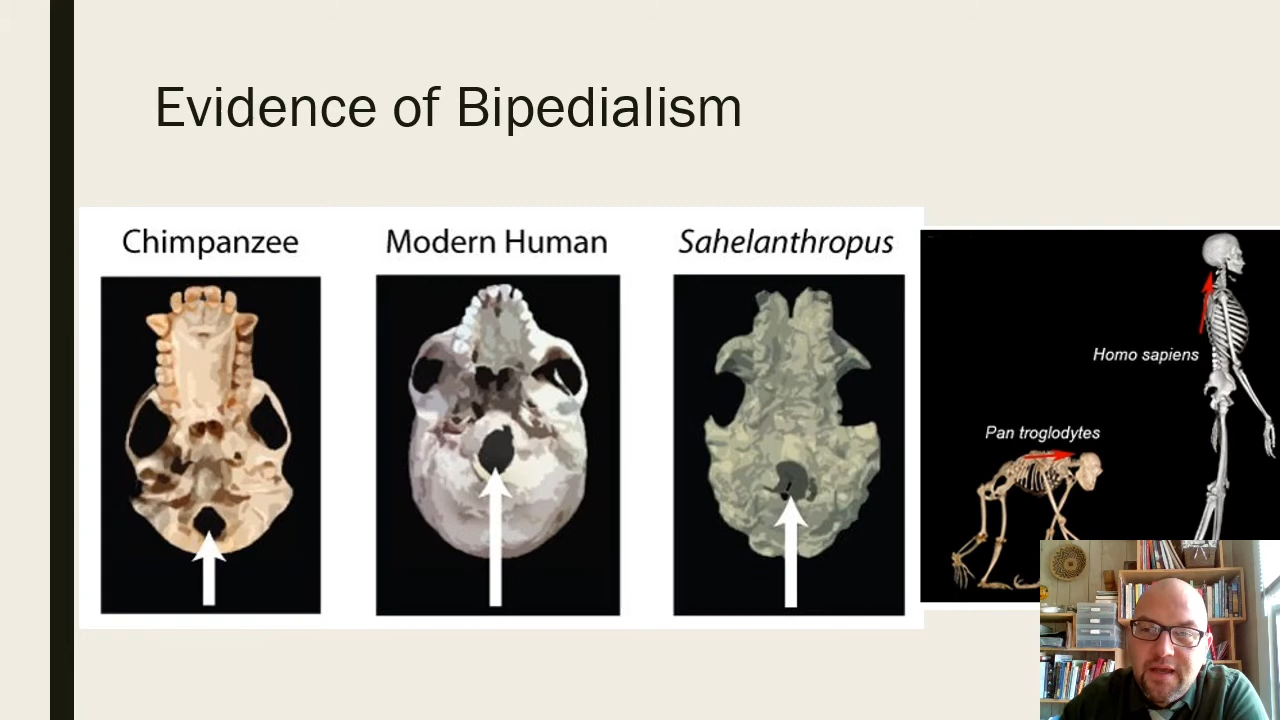 Evidence of Bipedialism
Chimpanzee
Modern Human
Sahelanthropus
Homo sapiens
Pan troglodytes